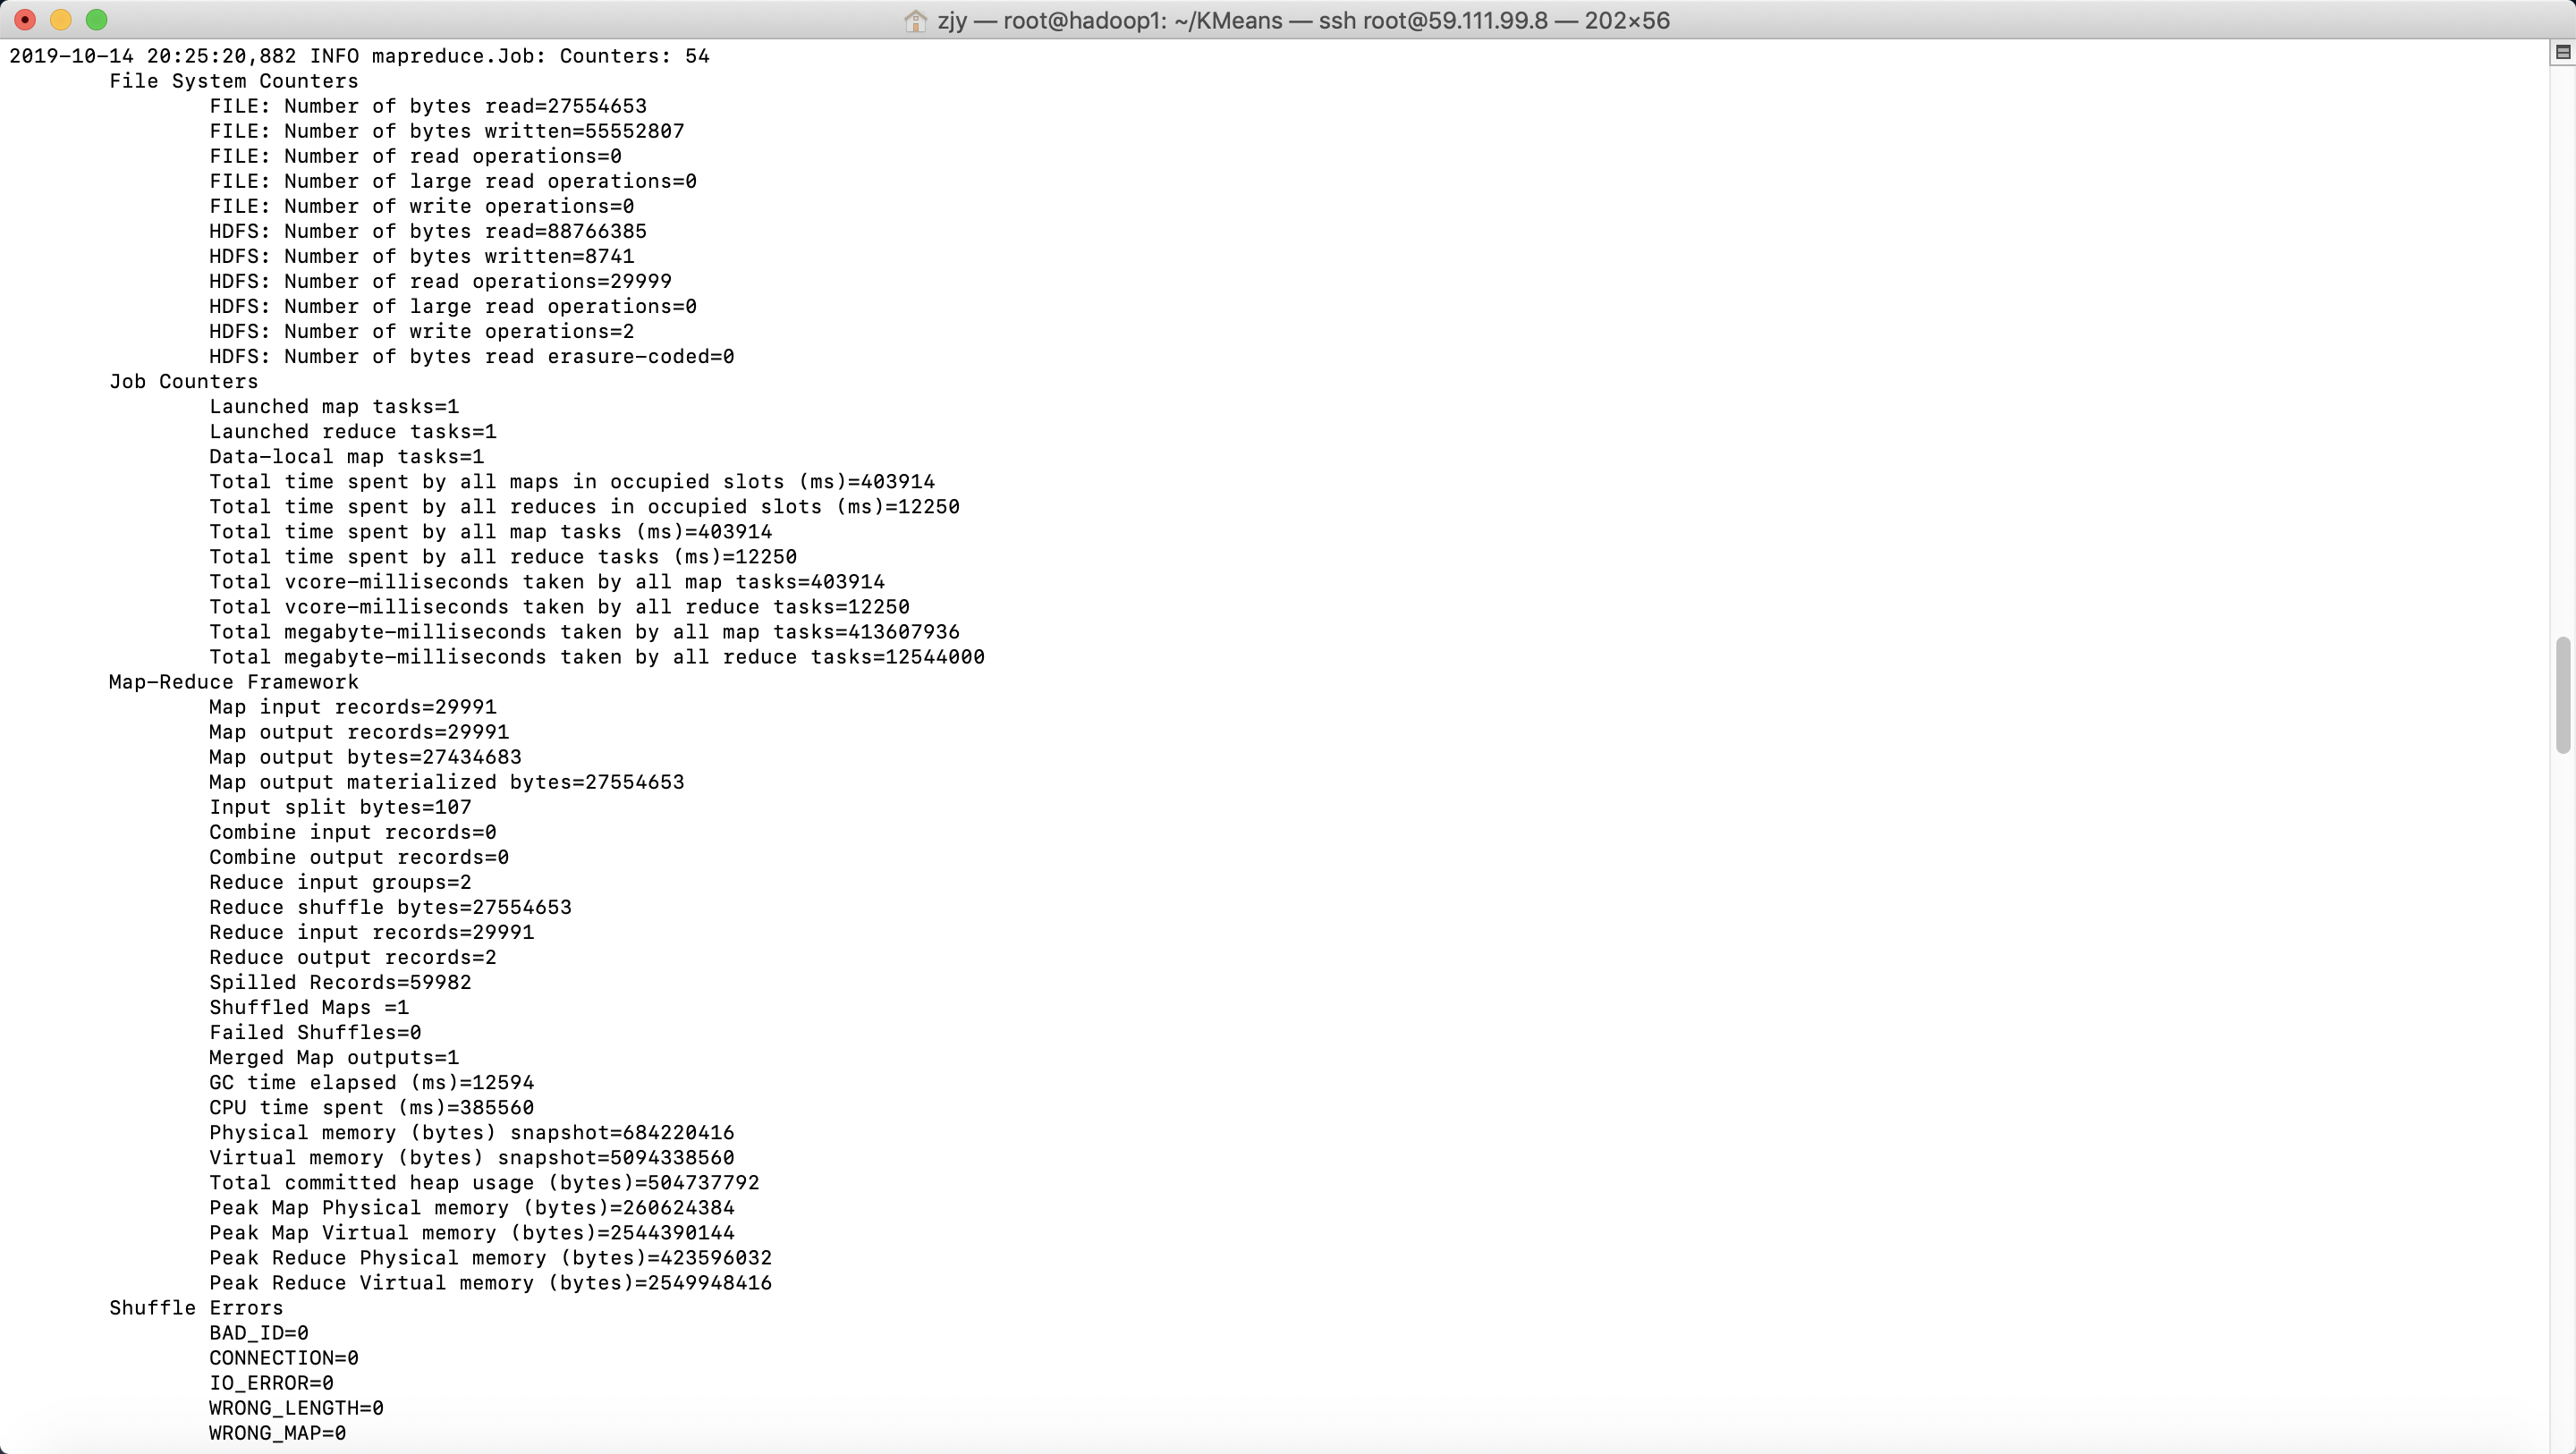 zjy — root@hadoop1: ~/KMeans — ssh root@59.111.99.8 — 202×56
2019-10-14 20:25:20,882 INFO mapreduce.Job: Counters: 54
File System Counters
FILE: Number of bytes read=27554653
FILE: Number of bytes written=55552807
FILE: Number of read operations=0
FILE: Number of large read operations=0
FILE: Number of write operations=0
HDFS: Number of bytes read=88766385
HDFS: Number of bytes written=8741
HDFS: Number of read operations=29999
HDFS: Number of large read operations=0
HDFS: Number of write operations=2
HDFS: Number of bytes read erasure-coded=0
Job Counters
Launched map tasks=1
Launched reduce tasks=1
Data-local map tasks=1
Total time spent by all maps in occupied slots (ms)=403914
Total time spent by all reduces in occupied slots (ms)=12250
Total time spent by all map tasks (ms)=403914
Total time spent by all reduce tasks (ms)=12250
Total vcore-milliseconds taken by all map tasks=403914
Total vcore-milliseconds taken by all reduce tasks=12250
Total megabyte-milliseconds taken by all map tasks=413607936
Total megabyte-milliseconds taken by all reduce tasks=12544000
Map-Reduce Framework
Map input records=29991
Map output records=29991
Map output bytes=27434683
Map output materialized bytes=27554653
Input split bytes=107
Combine input records=0
Combine output records=0
Reduce input groups=2
Reduce shuffle bytes=27554653
Reduce input records=29991
Reduce output records=2
Spilled Records=59982
Shuffled Maps =1
Failed Shuffles=0
Merged Map outputs=1
GC time elapsed (ms)=12594
CPU time spent (ms)=385560
Physical memory (bytes) snapshot=684220416
Virtual memory (bytes) snapshot=5094338560
Total committed heap usage (bytes)=504737792
Peak Map Physical memory (bytes)=260624384
Peak Map Virtual memory (bytes)=2544390144
Peak Reduce Physical memory (bytes)=423596032
Peak Reduce Virtual memory (bytes)=2549948416
Shuffle Errors
BAD_ID=0
CONNECTION=0
IO_ERROR=0
WRONG_LENGTH=0
WRONG_MAP=0